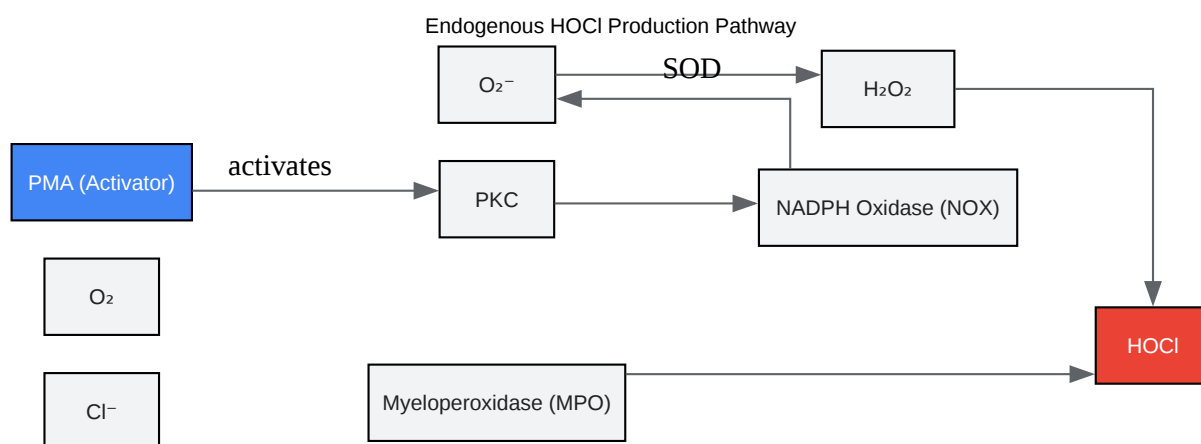 Endogenous HOCl Production Pathway
O₂⁻
SOD
H₂O₂
PMA (Activator)
activates
PKC
NADPH Oxidase (NOX)
O₂
HOCl
Cl⁻
Myeloperoxidase (MPO)